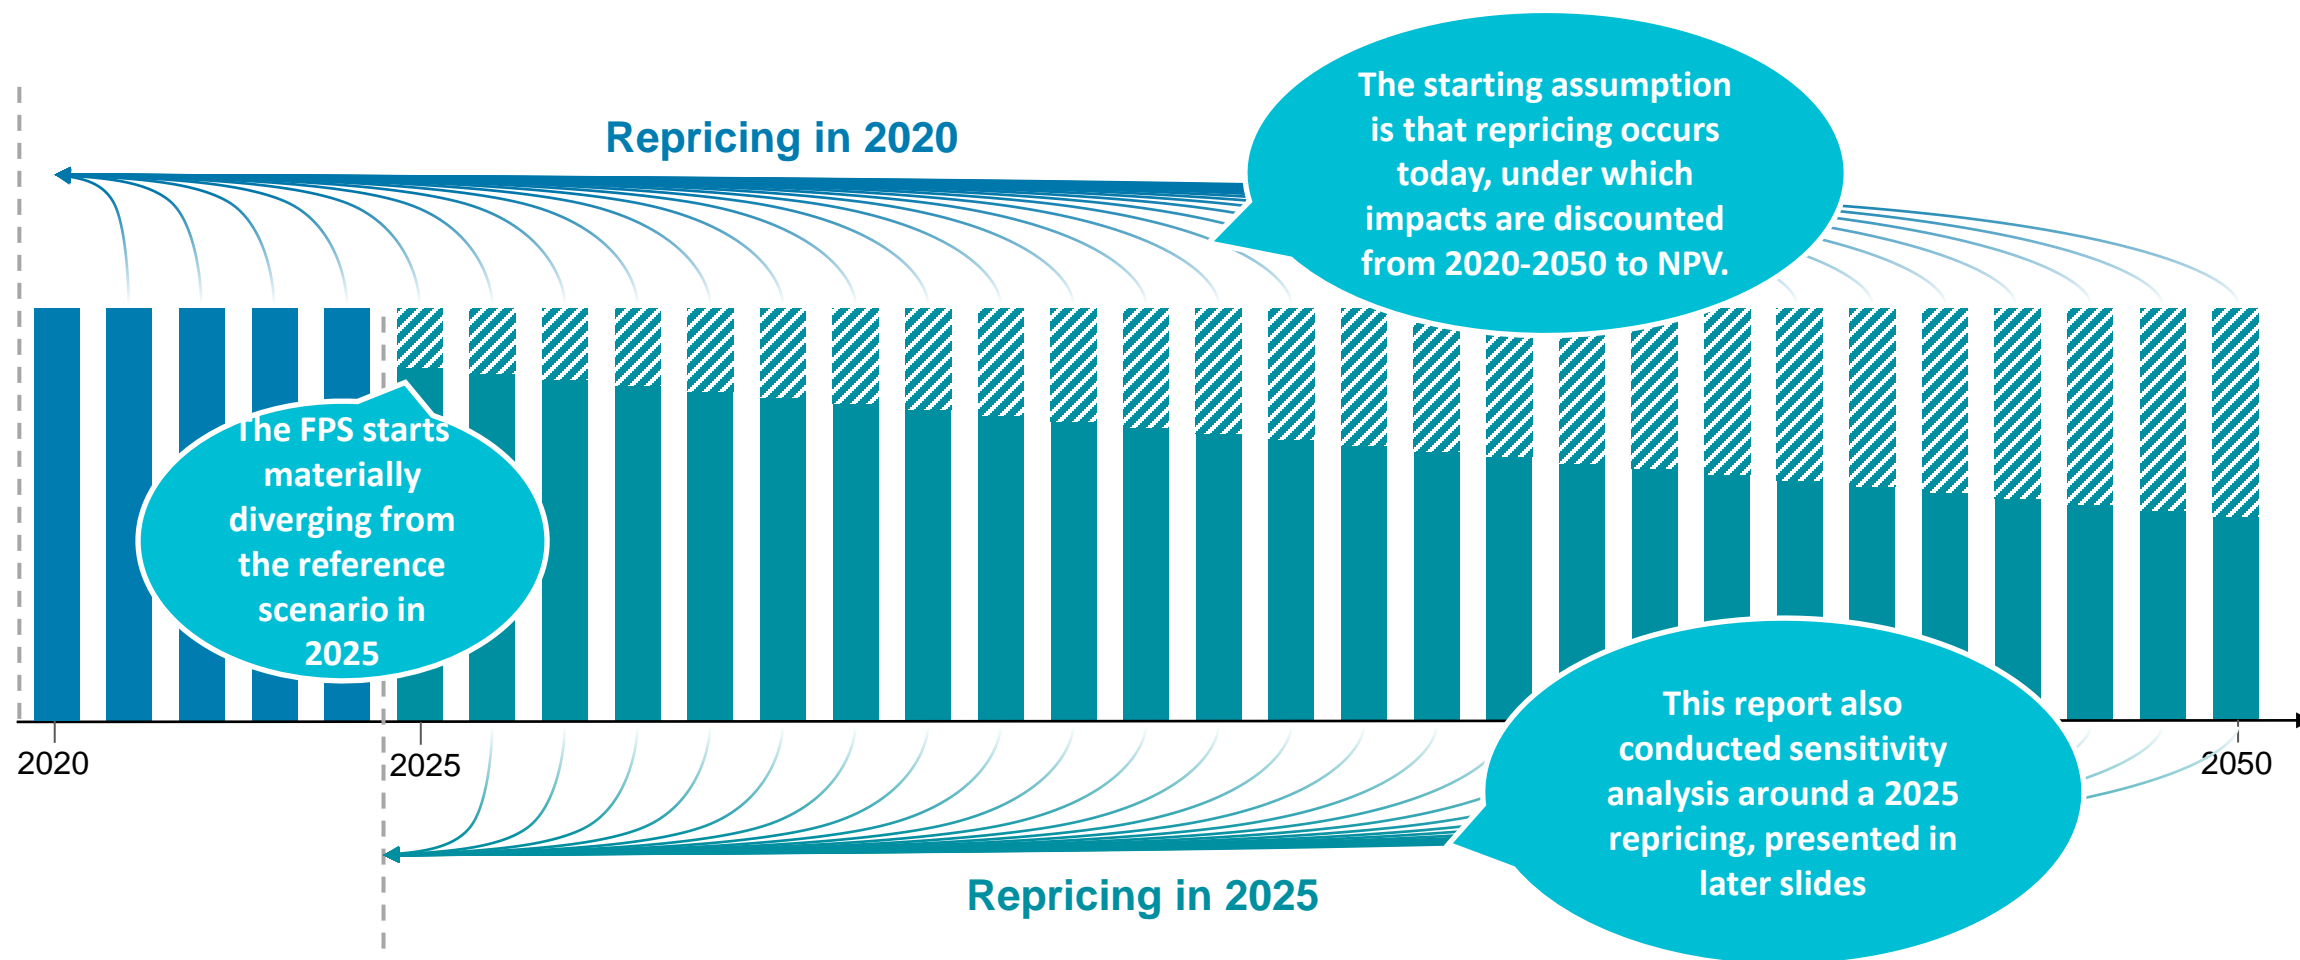 Repricing in 2020
The starting assumption
is that repricing occurs
today, under which
impacts are discounted
from 2020-2050 to NPV.
The FPS starts
materially
diverging from
the reference
scenario in
2025
This report also
conducted sensitivity
analysis around a 2025
repricing, presented in
later slides
2020
2025
2050
Repricing in 2025